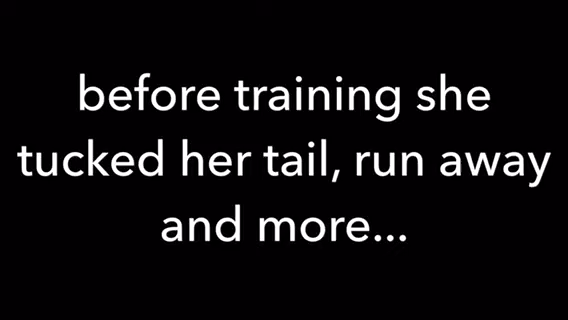 before training she
tucked her tail, run away
and more...